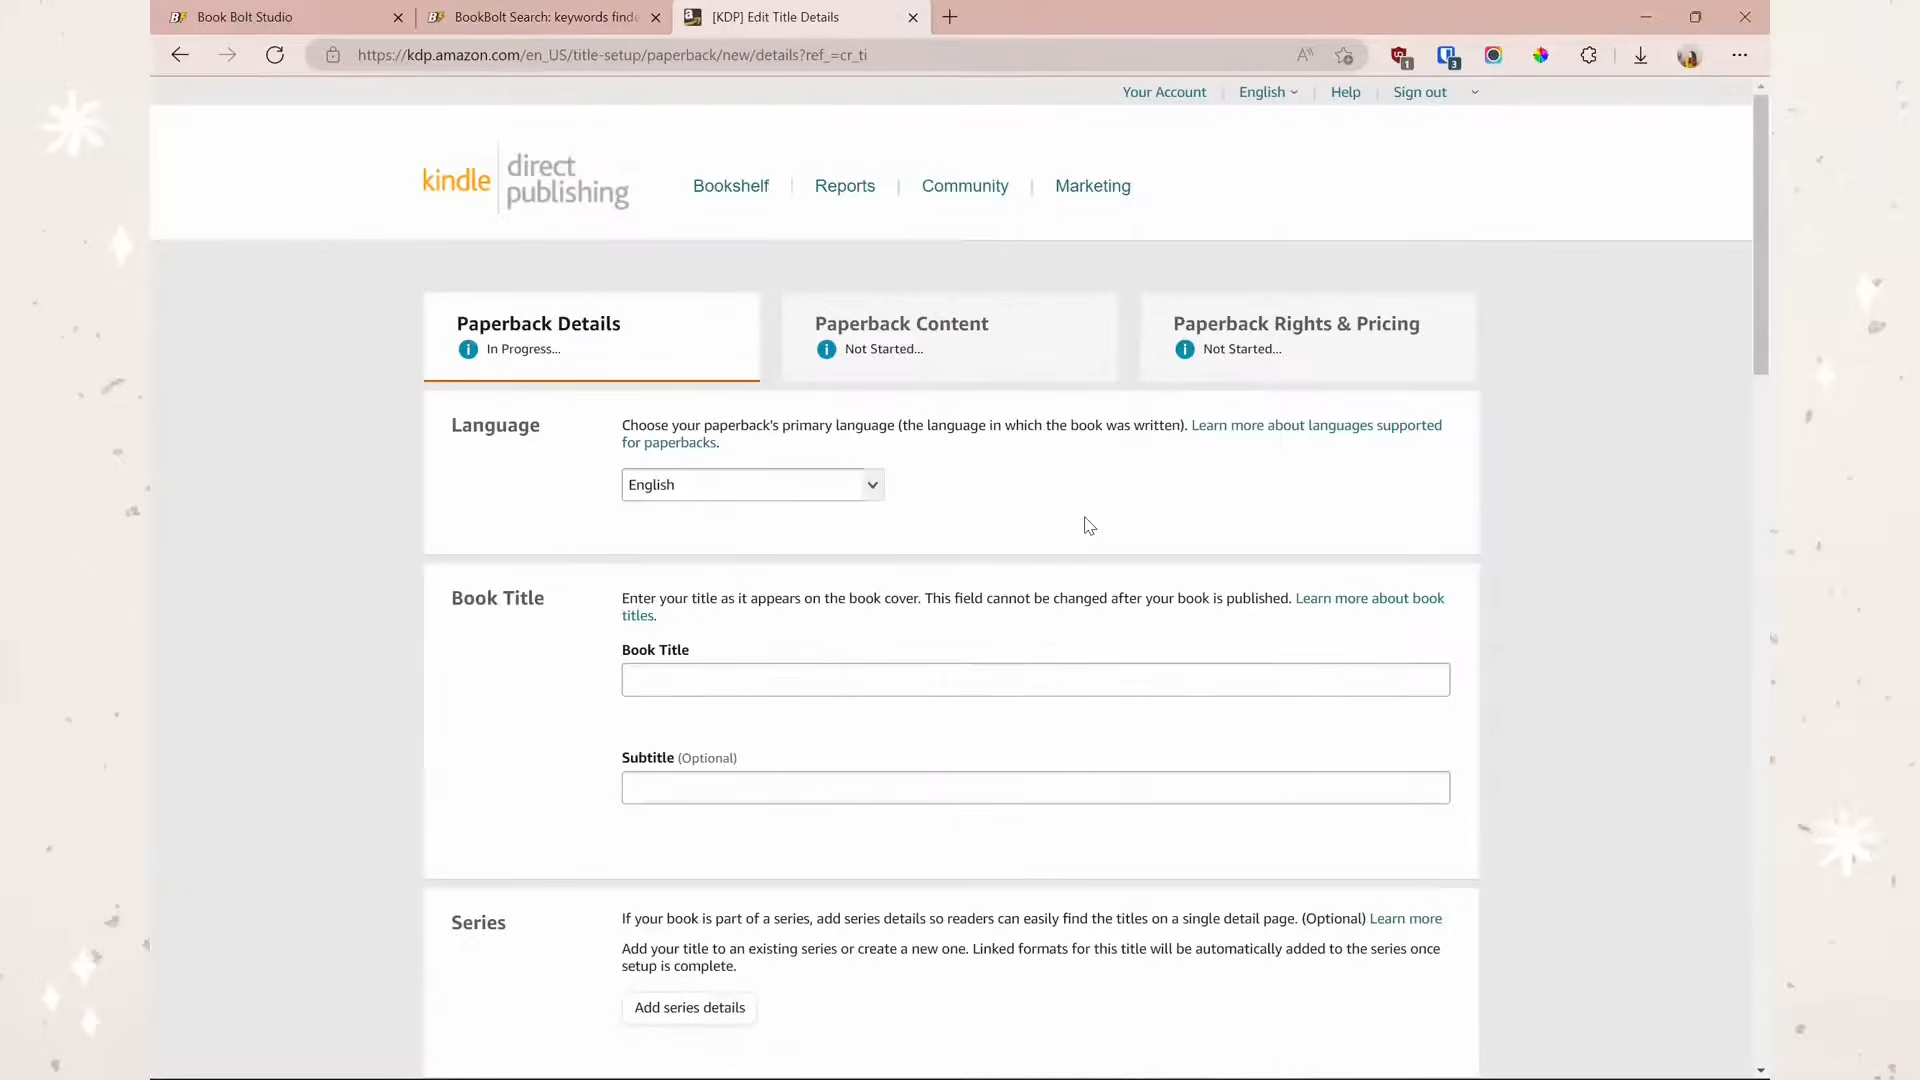 Book Bolt Studio
BookBolt Search: keywords finde
[KDP] Edit Title Details
https://kdp.amazon.com/en_US/title-setup/paperback/new/details?ref_=cr_ti
1
3
Your Account
English
Help
Sign out
kindle direct publishing
Bookshelf
Reports
Community
Marketing
Paperback Details
In Progress...
Paperback Content
Not Started...
Paperback Rights & Pricing
Not Started...
Language
Choose your paperback's primary language (the language in which the book was written). Learn more about languages supported
for paperbacks.
English
Book Title
Enter your title as it appears on the book cover. This field cannot be changed after your book is published. Learn more about book
titles.
Book Title
Subtitle (Optional)
Series
If your book is part of a series, add series details so readers can easily find the titles on a single detail page. (Optional) Learn more
Add your title to an existing series or create a new one. Linked formats for this title will be automatically added to the series once
setup is complete.
Add series details